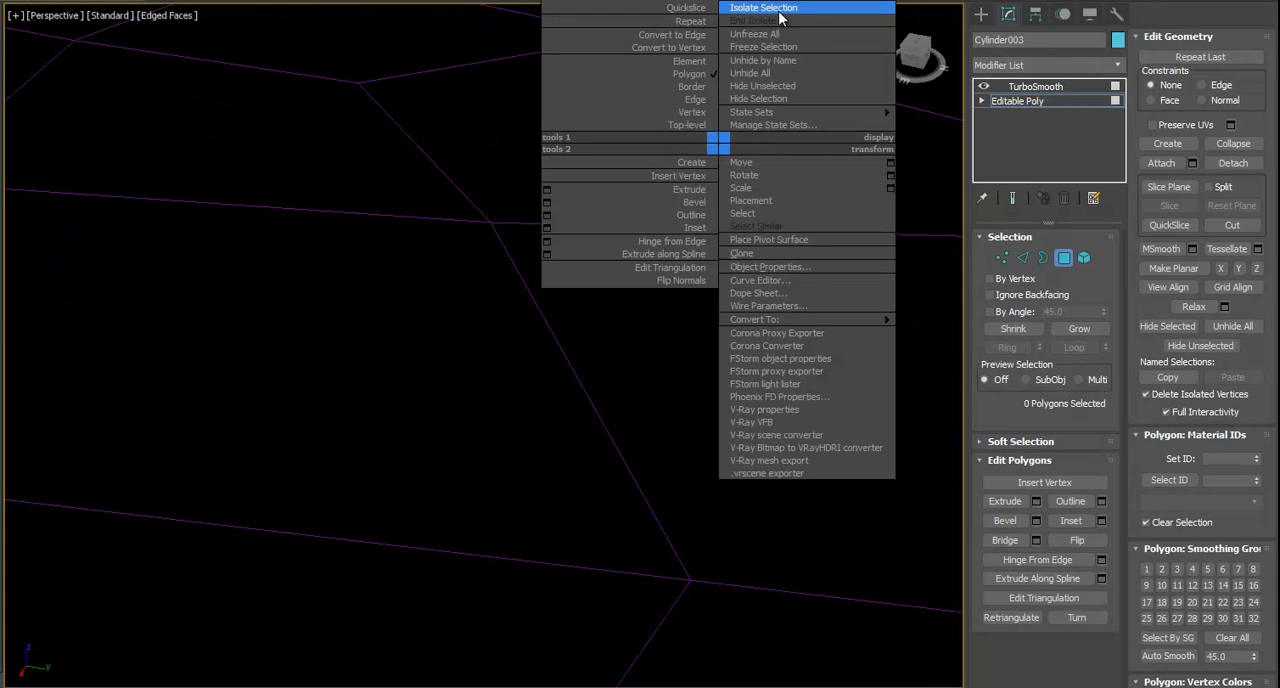 [+] [Perspective] [Standard] [Edged Faces]
Quickslice
Repeat
Convert to Edge
Convert to Vertex
Element
Polygon
Border
Edge
Vertex
Top-level
tools 1
tools 2
Create
Insert Vertex
Extrude
Bevel
Outline
Inset
Hinge from Edge
Extrude along Spline
Edit Triangulation
Flip Normals
Isolate Selection
End Isolate
Unfreeze All
Freeze Selection
Unhide by Name
Unhide All
Hide Unselected
Hide Selection
State Sets
Manage State Sets...
display
transform
Move
Rotate
Scale
Placement
Select
Select Similar
Place Pivot Surface
Clone
Object Properties...
Curve Editor...
Dope Sheet...
Wire Parameters...
Convert To:
Corona Proxy Exporter
Corona Converter
FStorm object properties
FStorm proxy exporter
FStorm light lister
Phoenix FD Properties...
V-Ray properties
V-Ray VFB
V-Ray scene converter
V-Ray Bitmap to VRayHDRI converter
V-Ray mesh export
.vrscene exporter
z
y
Cylinder003
Modifier List
TurboSmooth
Editable Poly
Selection
By Vertex
Ignore Backfacing
By Angle: 45.0
Shrink Grow
Ring Loop
Preview Selection
Off SubObj Multi
0 Polygons Selected
Soft Selection
Edit Polygons
Insert Vertex
Extrude Outline
Bevel Inset
Bridge Flip
Hinge From Edge
Extrude Along Spline
Edit Triangulation
Retriangulate Turn
Edit Geometry
Repeat Last
Constraints
None Edge
Face Normal
Preserve UVs
Create Collapse
Attach Detach
Slice Plane Split
Slice Reset Plane
QuickSlice Cut
MSmooth Tessellate
Make Planar X Y Z
View Align Grid Align
Relax
Hide Selected Unhide All
Hide Unselected
Named Selections:
Copy Paste
Delete Isolated Vertices
Full Interactivity
Polygon: Material IDs
Set ID:
Select ID
Clear Selection
Polygon: Smoothing Gro
1 2 3 4 5 6 7 8
9 10 11 12 13 14 15 16
17 18 19 20 21 22 23 24
25 26 27 28 29 30 31 32
Select By SG Clear All
Auto Smooth 45.0
Polygon: Vertex Colors